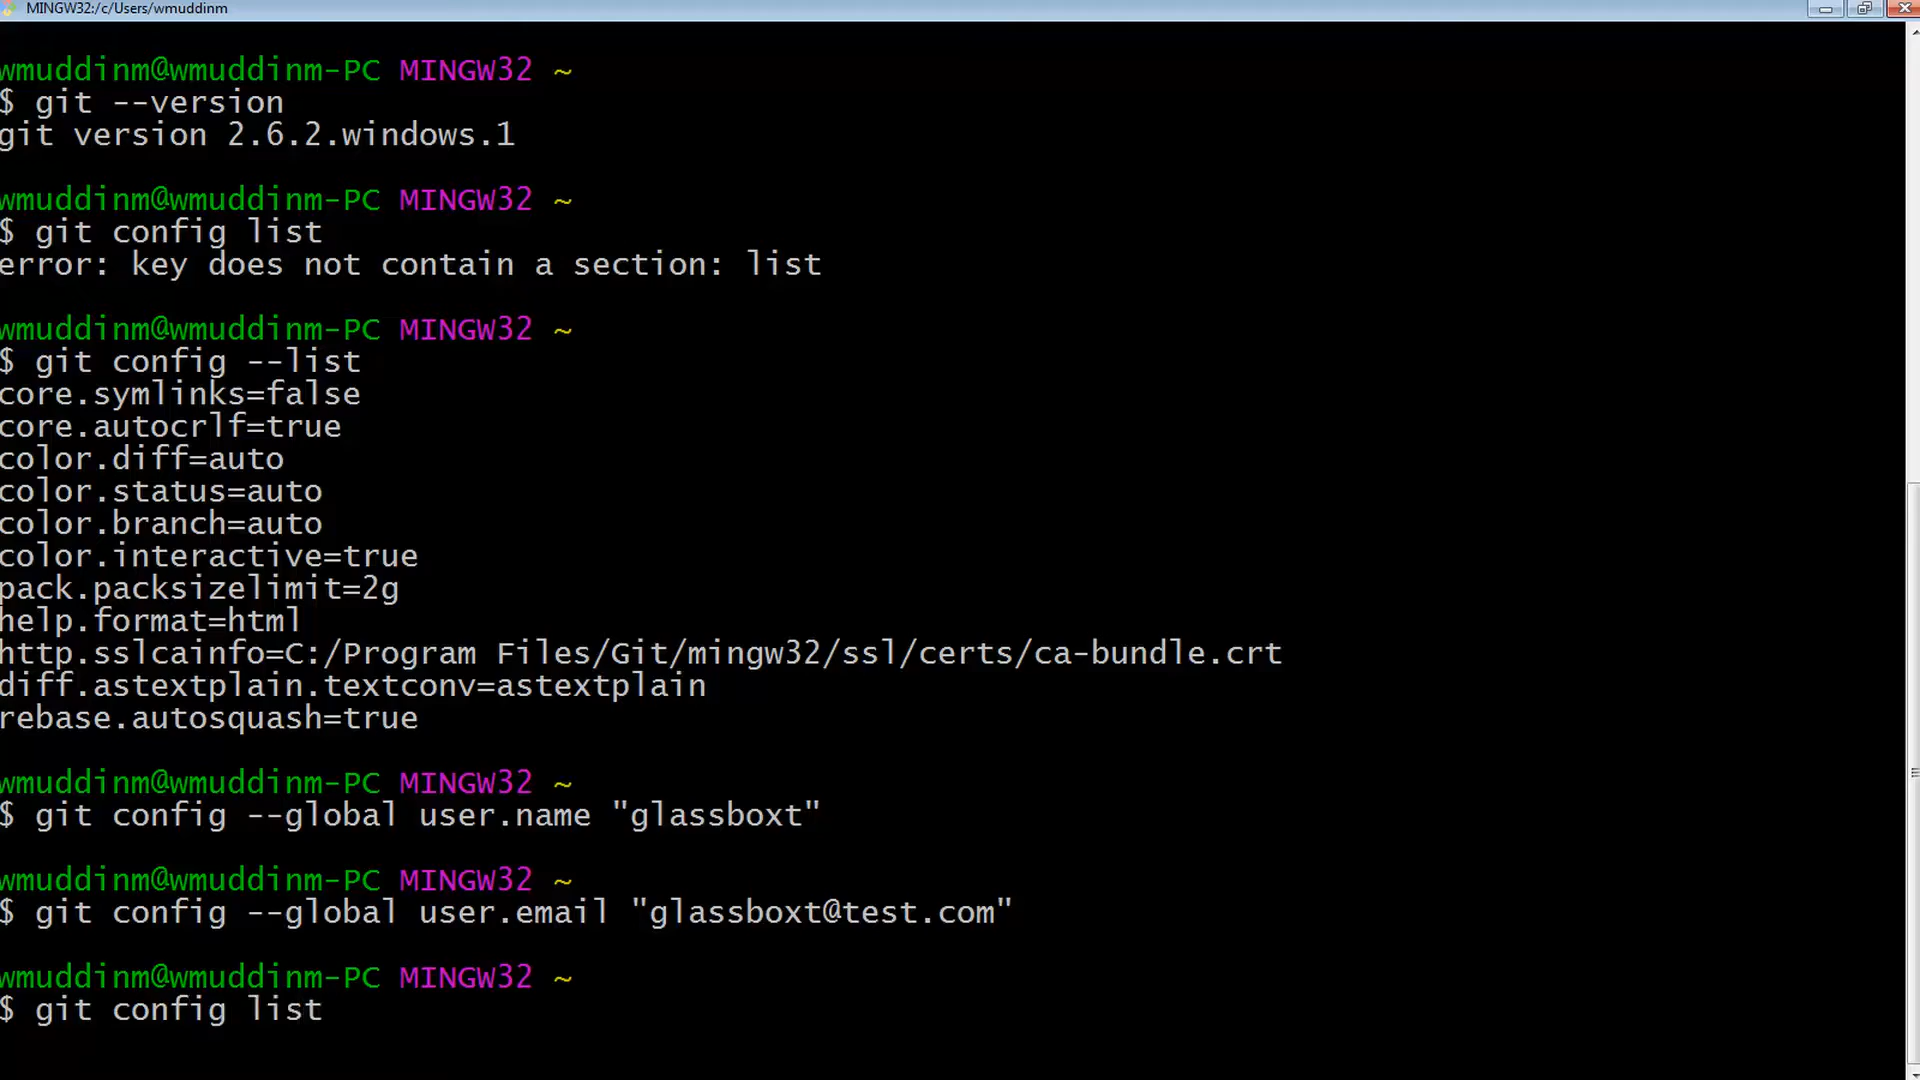 MINGW32:/c/Users/wmuddinm
wmuddinm@wmuddinm-PC MINGW32 ~
$ git --version
git version 2.6.2.windows.1
wmuddinm@wmuddinm-PC MINGW32 ~
$ git config list
error: key does not contain a section: list
wmuddinm@wmuddinm-PC MINGW32 ~
$ git config --list
core.symlinks=false
core.autocrlf=true
color.diff=auto
color.status=auto
color.branch=auto
color.interactive=true
pack.packsizelimit=2g
help.format=html
http.sslcainfo=C:/Program Files/Git/mingw32/ssl/certs/ca-bundle.crt
diff.astextplain.textconv=astextplain
rebase.autosquash=true
wmuddinm@wmuddinm-PC MINGW32 ~
$ git config --global user.name "glassboxt"
wmuddinm@wmuddinm-PC MINGW32 ~
$ git config --global user.email "glassboxt@test.com"
wmuddinm@wmuddinm-PC MINGW32 ~
$ git config list